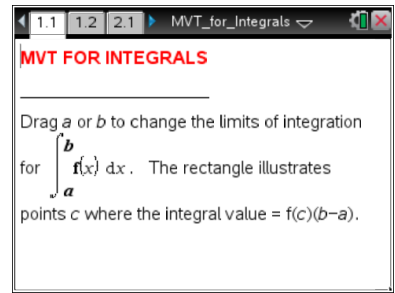 1.1 1.2 2.1 MVT_for_Integrals
MVT FOR INTEGRALS
Drag a or b to change the limits of integration
for ∫ₐᵇ f(x) dx. The rectangle illustrates
points c where the integral value = f(c)(b−a).